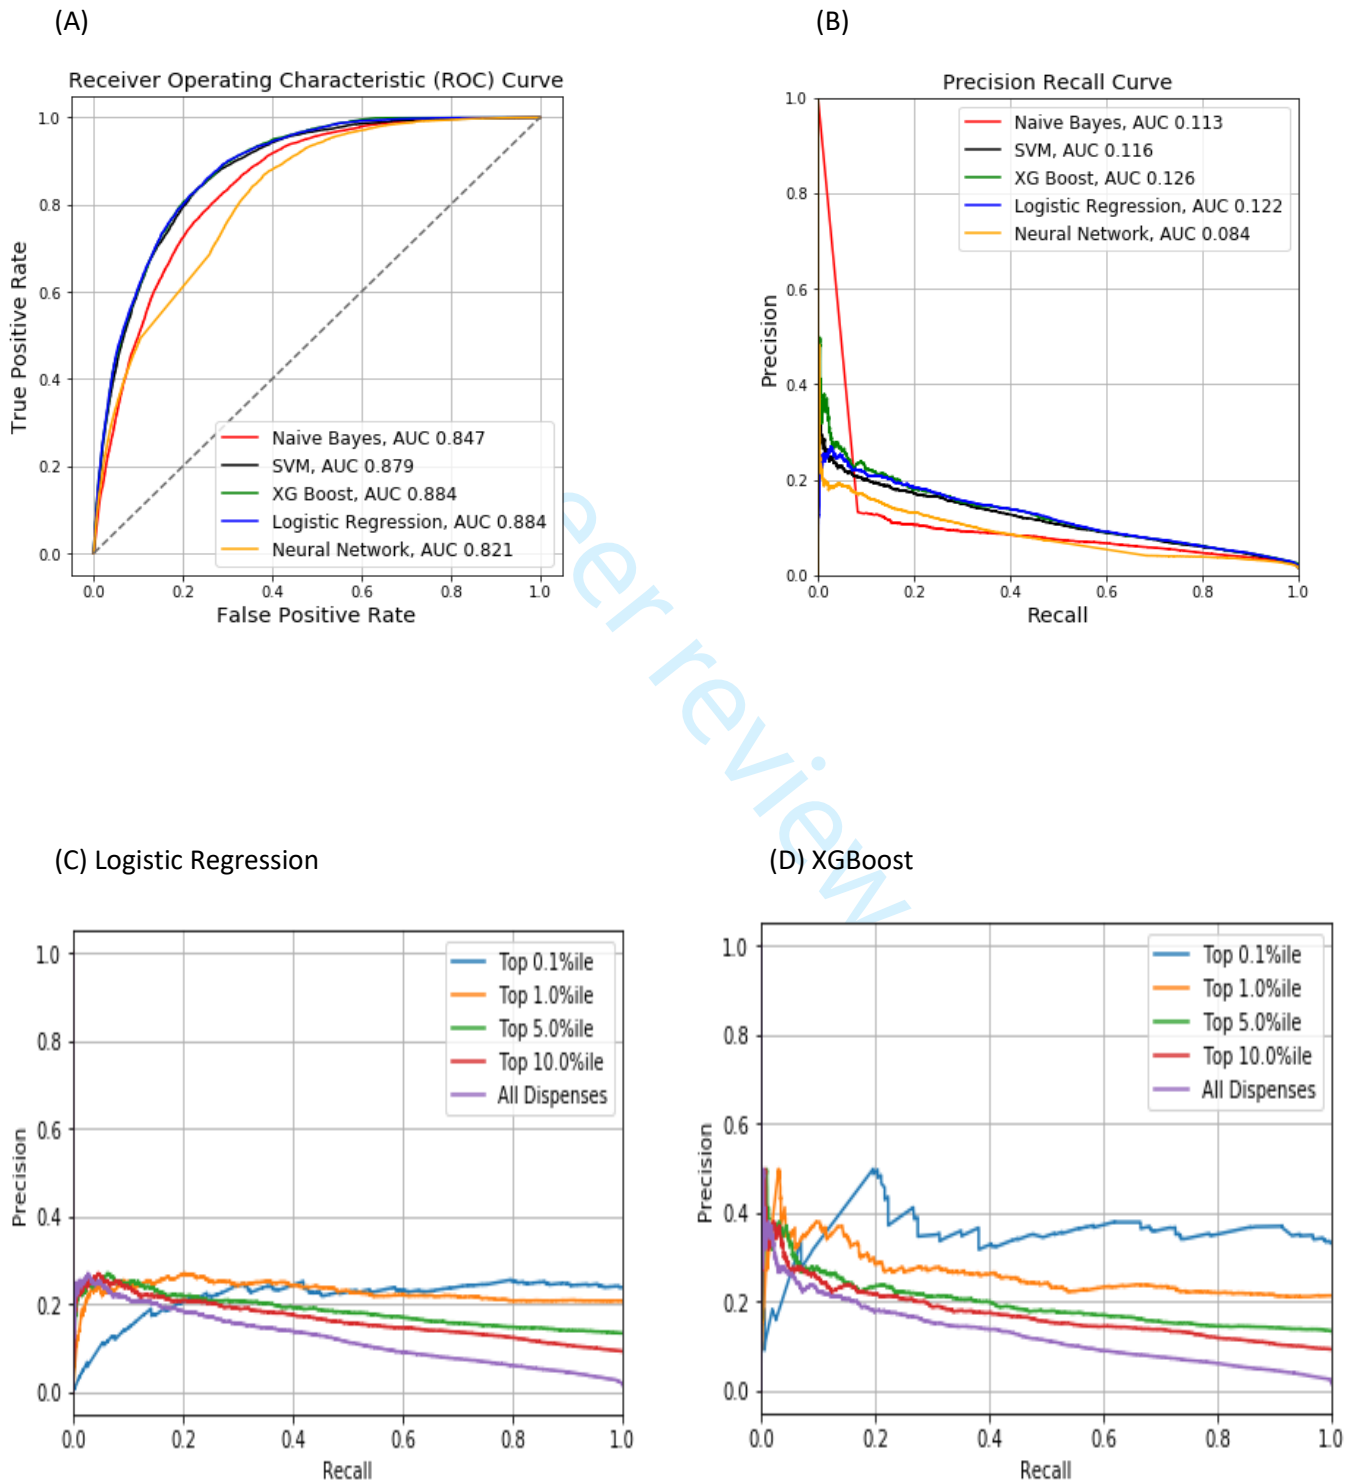 (A)
(B)
Receiver Operating Characteristic (ROC) Curve
True Positive Rate
1.0
0.8
0.6
0.4
0.2
0.0
Naive Bayes, AUC 0.847
SVM, AUC 0.879
XG Boost, AUC 0.884
Logistic Regression, AUC 0.884
Neural Network, AUC 0.821
0.0 0.2 0.4 0.6 0.8 1.0
False Positive Rate
Precision Recall Curve
Precision
1.0
0.8
0.6
0.4
0.2
0.0
Naive Bayes, AUC 0.113
SVM, AUC 0.116
XG Boost, AUC 0.126
Logistic Regression, AUC 0.122
Neural Network, AUC 0.084
0.0 0.2 0.4 0.6 0.8 1.0
Recall
review
(C) Logistic Regression
Precision
1.0
0.8
0.6
0.4
0.2
0.0
Top 0.1%ile
Top 1.0%ile
Top 5.0%ile
Top 10.0%ile
All Dispenses
0.0 0.2 0.4 0.6 0.8 1.0
Recall
(D) XGBoost
Precision
1.0
0.8
0.6
0.4
0.2
0.0
Top 0.1%ile
Top 1.0%ile
Top 5.0%ile
Top 10.0%ile
All Dispenses
0.0 0.2 0.4 0.6 0.8 1.0
Recall